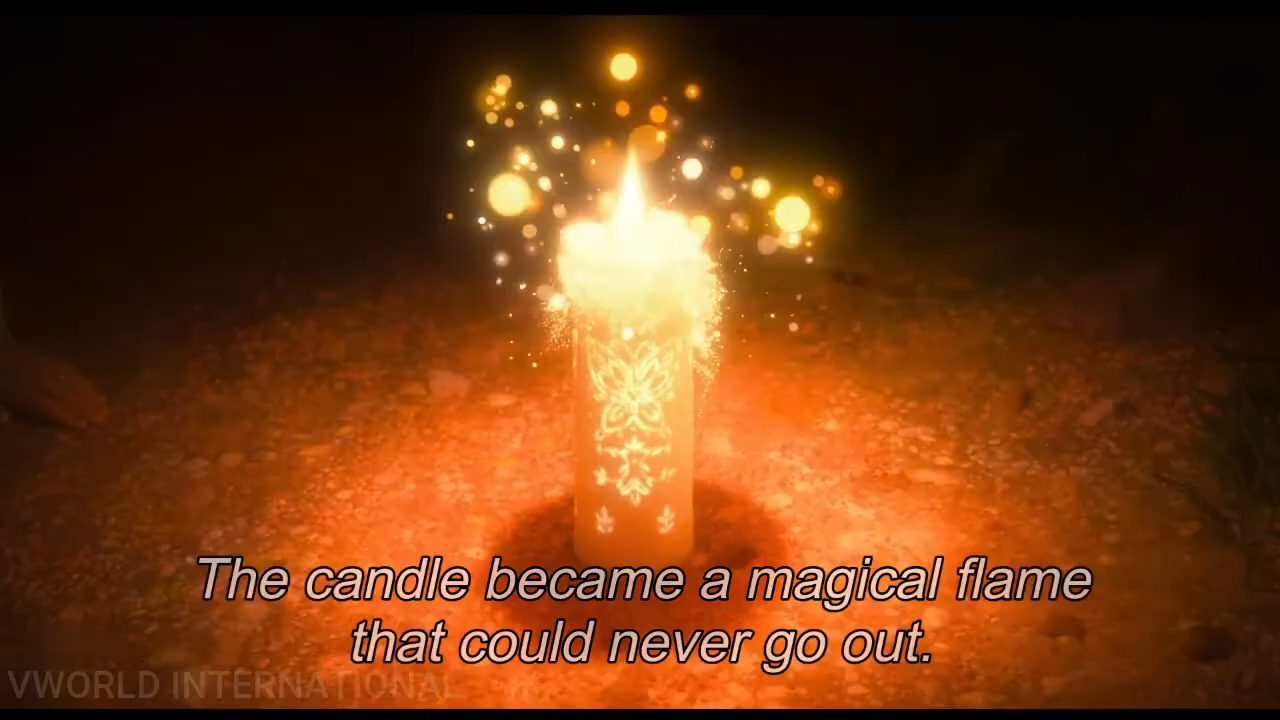 The candle became a magical flame
that could never go out.
VWORLD INTERNATIONAL